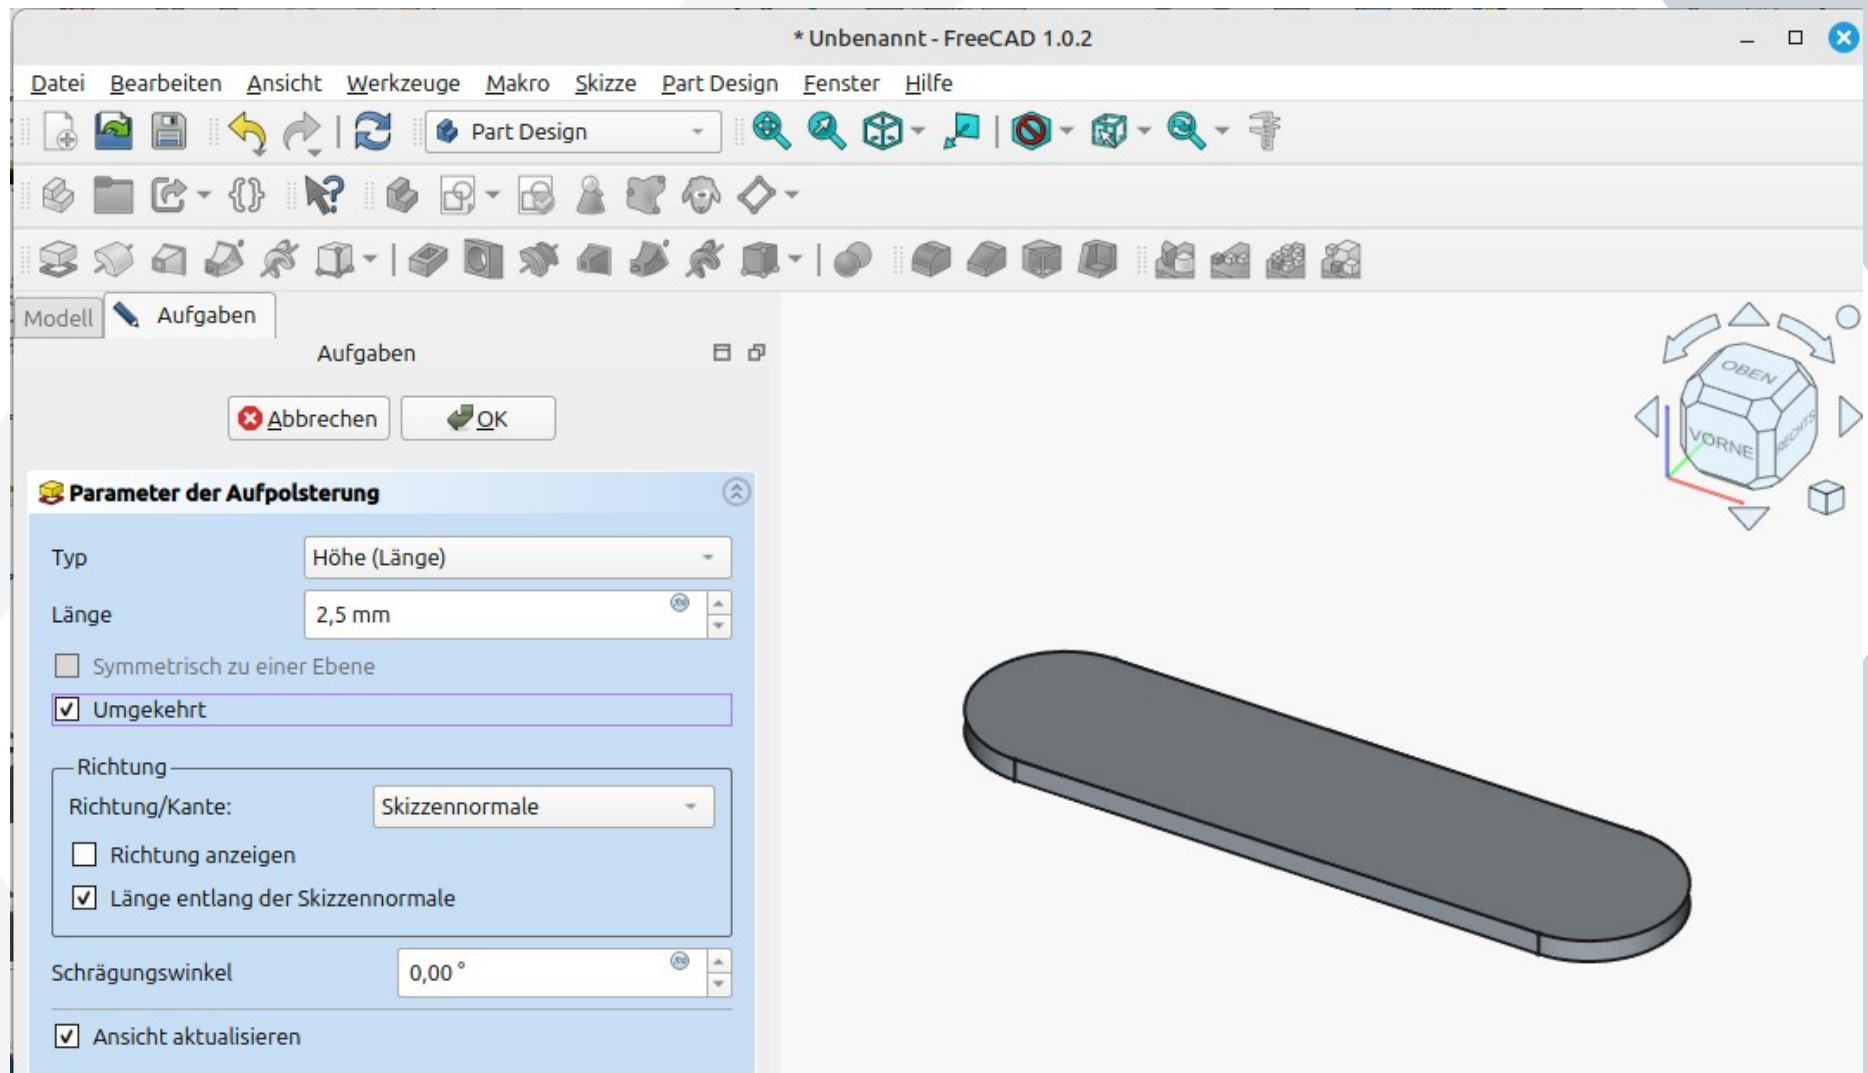 * Unbenannt - FreeCAD 1.0.2
Datei Bearbeiten Ansicht Werkzeuge Makro Skizze Part Design Fenster Hilfe
Part Design
Modell Aufgaben
Aufgaben
Abbrechen OK
Parameter der Aufpolsterung
Typ Höhe (Länge)
Länge 2,5 mm
Symmetrisch zu einer Ebene
Umgekehrt
Richtung
Richtung/Kante: Skizzennormale
Richtung anzeigen
Länge entlang der Skizzennormale
Schrägungswinkel 0,00 °
Ansicht aktualisieren
OBEN
VORNE
RECHTS